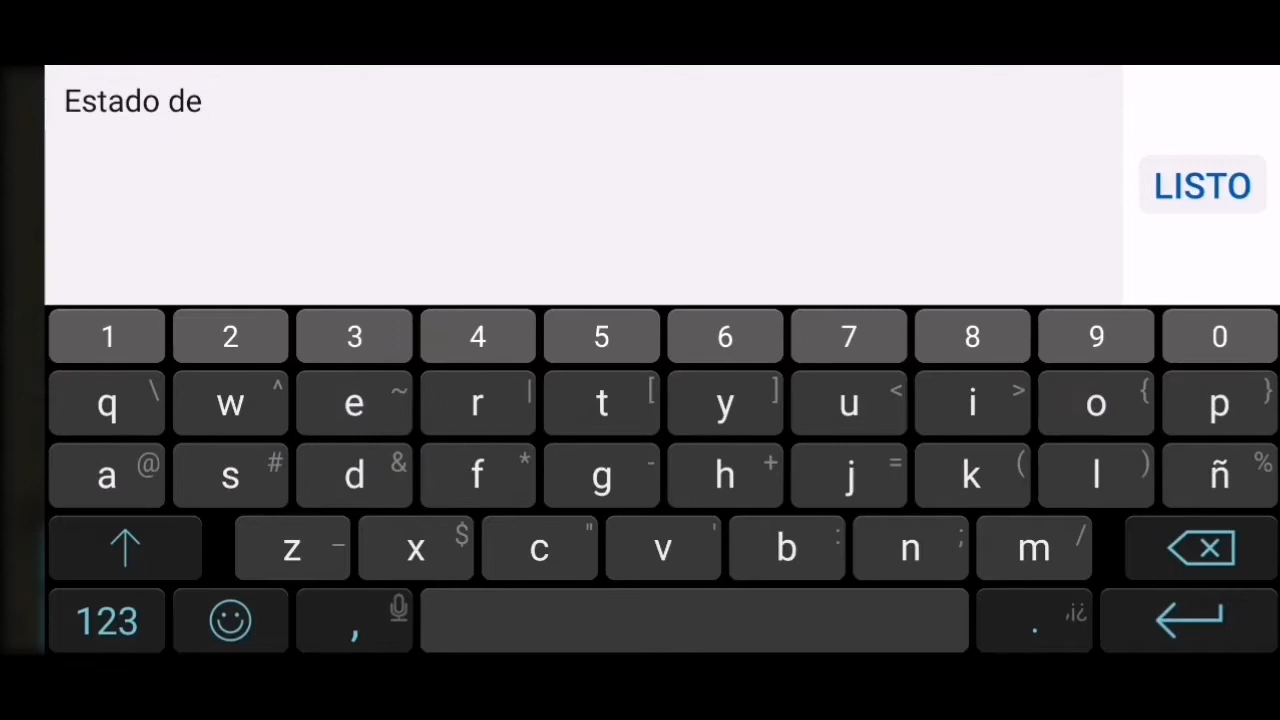 Estado de
LISTO
1 2 3 4 5 6 7 8 9 0
q \ w ^ e ~ r | t [ y ] u < i > o { p }
a @ s # d & f * g - h + j = k ( l ) ñ %
z _ x $ c " v ' b : n ; m /
123 , . ,¡¿